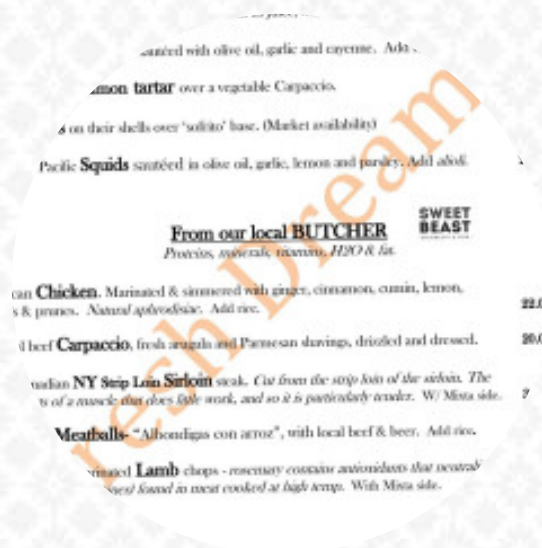 sautéed with olive oil, garlic and cayenne. Add
tartar over a vegetable Carpaccio.
on their shells over 'sofrito' base. (Market availability)
Pacific Squids sautéed in olive oil, garlic, lemon and parsley. Add alioli.
SWEET
BEAST
From our local BUTCHER
Proteins, minerals, vitamins, H2O & fat.
Chicken. Marinated & simmered with ginger, cinnamon, cumin, lemon,
& prunes. Natural aphrodisiac. Add rice.
22.0
beef Carpaccio, fresh arugula and Parmesan shavings, drizzled and dressed.
20.0
NY Strip Loin Sirloin steak. Cut from the strip loin of the sirloin. The
of a muscle that does little work, and so it is particularly tender. W/ Mista side.
?
Meatballs- "Albondigas con arroz", with local beef & beer. Add rice.
Lamb chops - rosemary contains antioxidants that
found in meat cooked at high temp. With Mista side.
resh Dream